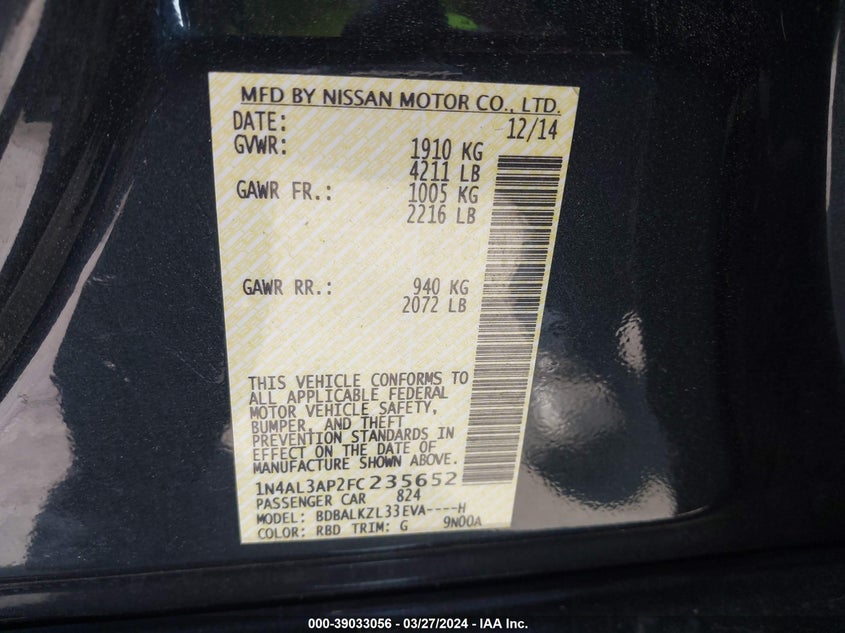 MFD BY NISSAN MOTOR CO., LTD.
DATE: 12/14
GVWR: 1910 KG
4211 LB
GAWR FR.: 1005 KG
2216 LB
GAWR RR.: 940 KG
2072 LB
THIS VEHICLE CONFORMS TO
ALL APPLICABLE FEDERAL
MOTOR VEHICLE SAFETY,
BUMPER, AND THEFT
PREVENTION STANDARDS IN
EFFECT ON THE DATE OF
MANUFACTURE SHOWN ABOVE.
1N4AL3AP2FC235652
PASSENGER CAR 824
MODEL: BDBALKZL33EVA----H
COLOR: RBD TRIM: G 9N00A
000-39033056 - 03/27/2024 - IAA Inc.